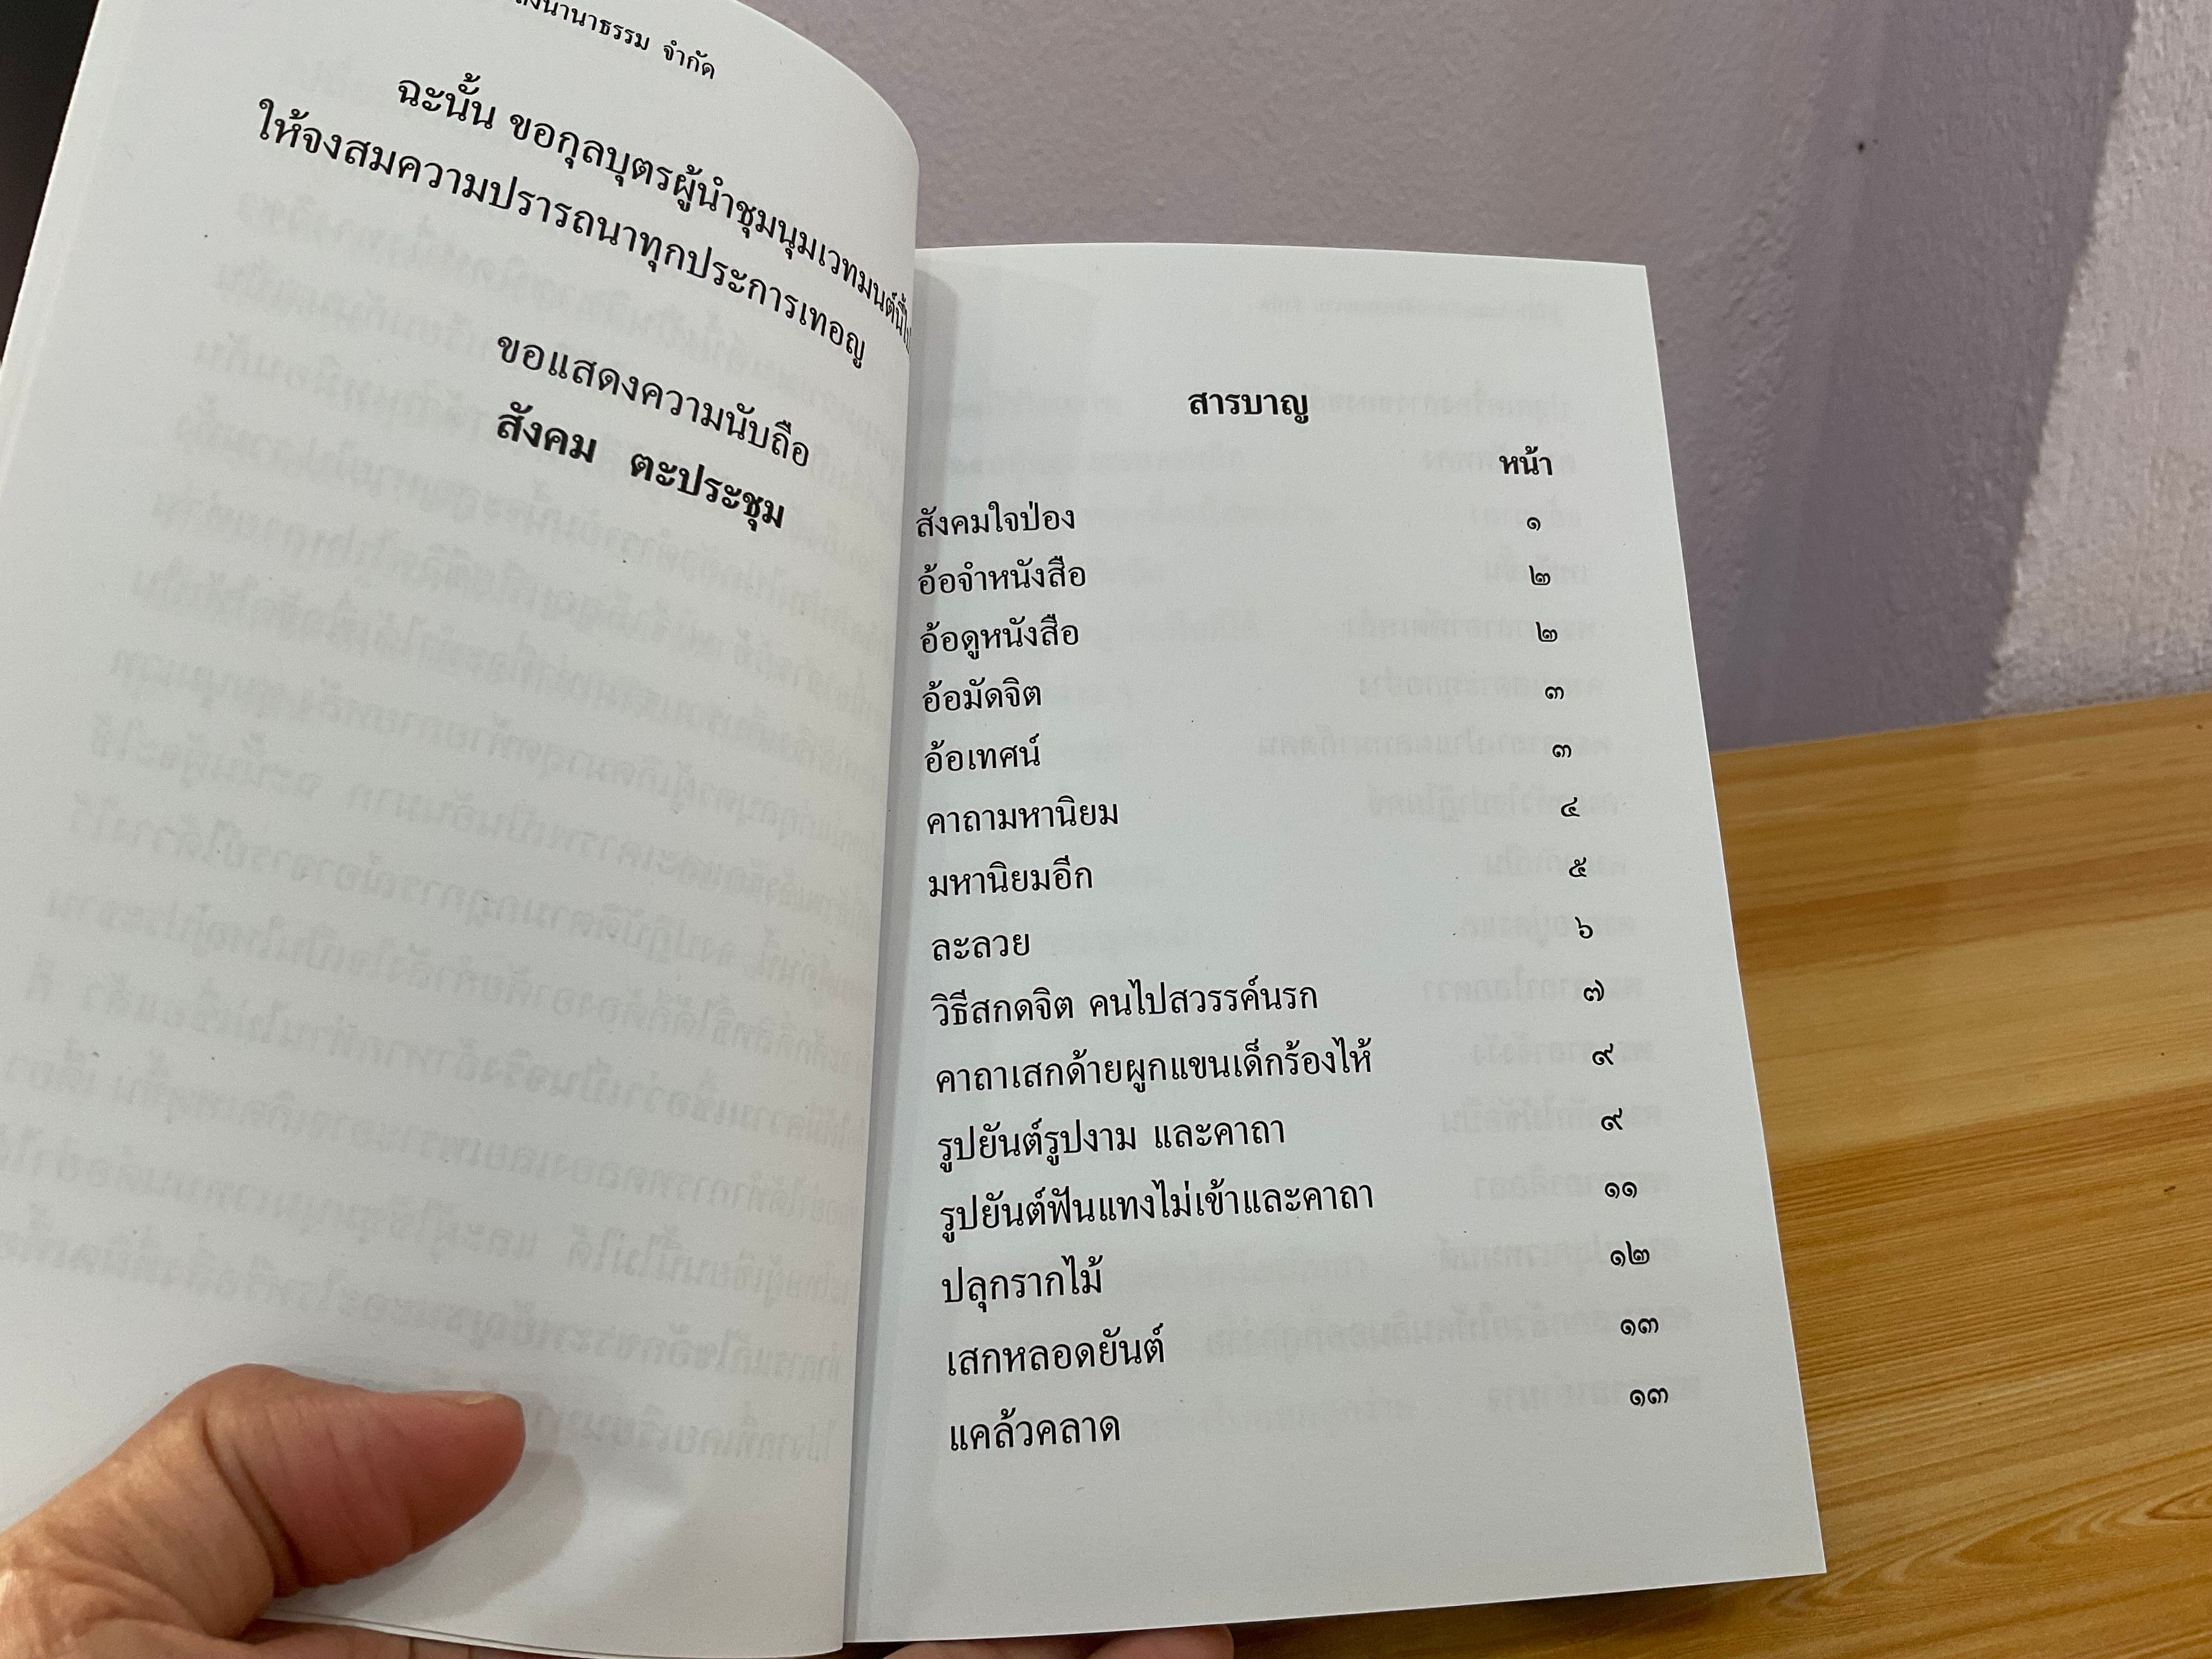 จำกัด
ฉะนั้น ขอกุลบุตรผู้นำชุมนุมเวทมนต์นี้
ให้จงสมความปรารถนาทุกประการเทอญ
ขอแสดงความนับถือ
สังคม ตะประชุม
สารบาญ
หน้า
สังคมใจป่อง ๑
อ้อจำหนังสือ ๒
อ้อดูหนังสือ ๒
อ้อมัดจิต ๓
อ้อเทศน์ ๓
คาถามหานิยม ๔
มหานิยมอีก ๕
ละลวย ๖
วิธีสกดจิต คนไปสวรรค์นรก ๗
คาถาเสกด้ายผูกแขนเด็กร้องไห้ ๙
รูปยันต์รูปงาม และคาถา ๙
รูปยันต์ฟันแทงไม่เข้าและคาถา ๑๑
ปลุกรากไม้ ๑๒
เสกหลอดยันต์ ๑๓
แคล้วคลาด ๑๓